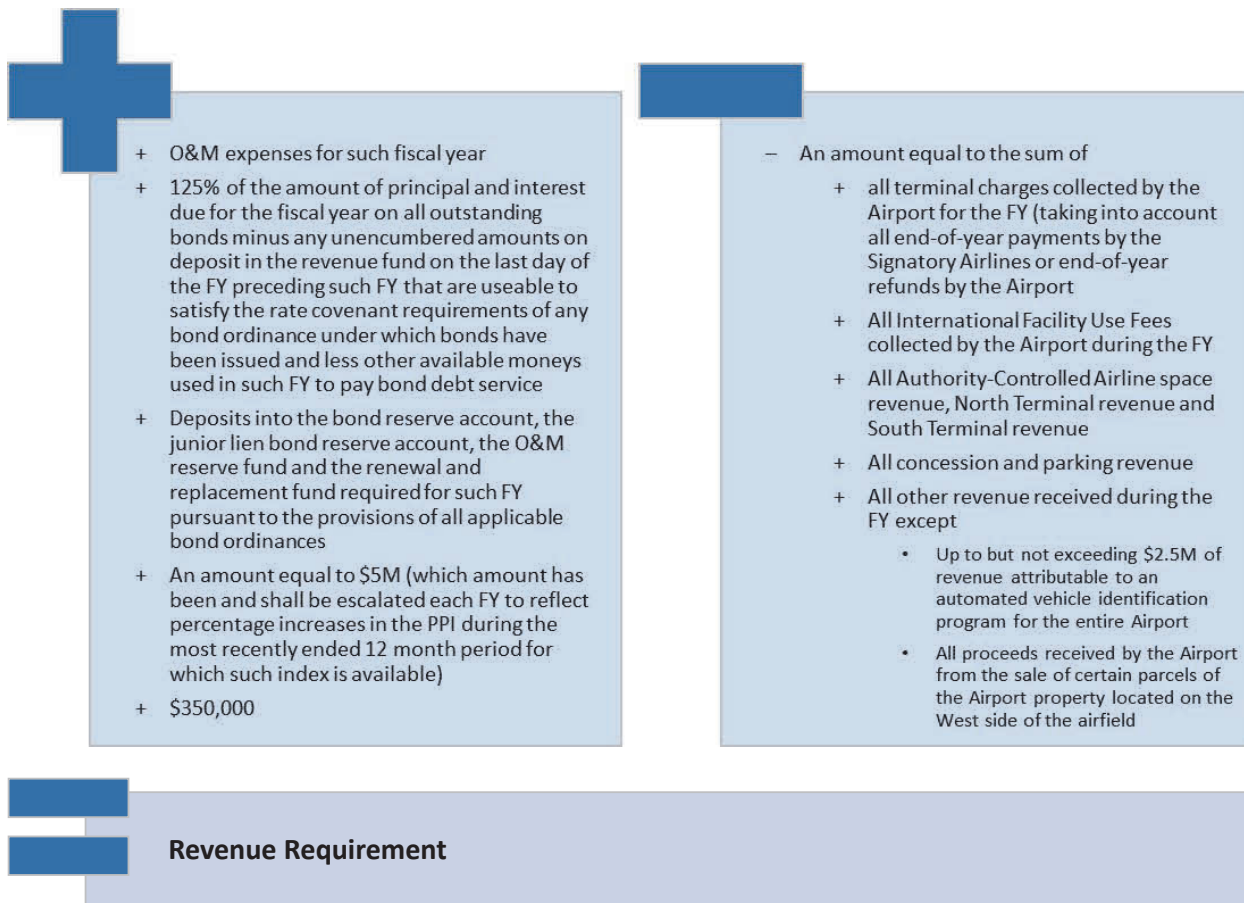 + O&M expenses for such fiscal year
+ 125% of the amount of principal and interest
due for the fiscal year on all outstanding
bonds minus any unencumbered amounts on
deposit in the revenue fund on the last day of
the FY preceding such FY that are useable to
satisfy the rate covenant requirements of any
bond ordinance under which bonds have
been issued and less other available moneys
used in such FY to pay bond debt service
+ Deposits into the bond reserve account, the
junior lien bond reserve account, the O&M
reserve fund and the renewal and
replacement fund required for such FY
pursuant to the provisions of all applicable
bond ordinances
+ An amount equal to $5M (which amount has
been and shall be escalated each FY to reflect
percentage increases in the PPI during the
most recently ended 12 month period for
which such index is available)
+ $350,000
– An amount equal to the sum of
+ all terminal charges collected by the
Airport for the FY (taking into account
all end-of-year payments by the
Signatory Airlines or end-of-year
refunds by the Airport
+ All International Facility Use Fees
collected by the Airport during the FY
+ All Authority-Controlled Airline space
revenue, North Terminal revenue and
South Terminal revenue
+ All concession and parking revenue
+ All other revenue received during the
FY except
• Up to but not exceeding $2.5M of
revenue attributable to an
automated vehicle identification
program for the entire Airport
• All proceeds received by the Airport
from the sale of certain parcels of
the Airport property located on the
West side of the airfield
Revenue Requirement